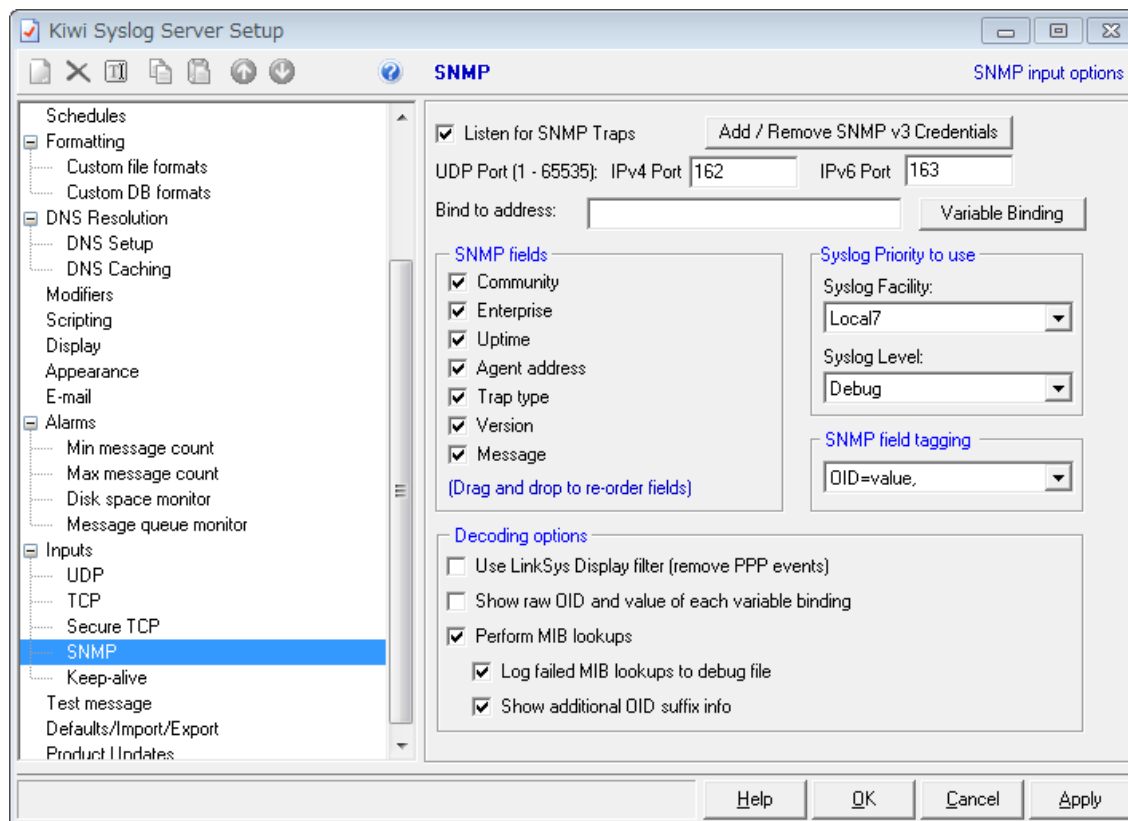 Kiwi Syslog Server Setup
SNMP
SNMP input options
Schedules
Formatting
Custom file formats
Custom DB formats
DNS Resolution
DNS Setup
DNS Caching
Modifiers
Scripting
Display
Appearance
E-mail
Alarms
Min message count
Max message count
Disk space monitor
Message queue monitor
Inputs
UDP
TCP
Secure TCP
SNMP
Keep-alive
Test message
Defaults/Import/Export
Product Updates
Listen for SNMP Traps
Add / Remove SNMP v3 Credentials
UDP Port (1 - 65535): IPv4 Port 162 IPv6 Port 163
Bind to address:
Variable Binding
SNMP fields
Community
Enterprise
Uptime
Agent address
Trap type
Version
Message
(Drag and drop to re-order fields)
Syslog Priority to use
Syslog Facility:
Local7
Syslog Level:
Debug
SNMP field tagging
OID=value,
Decoding options
Use LinkSys Display filter (remove PPP events)
Show raw OID and value of each variable binding
Perform MIB lookups
Log failed MIB lookups to debug file
Show additional OID suffix info
Help
OK
Cancel
Apply